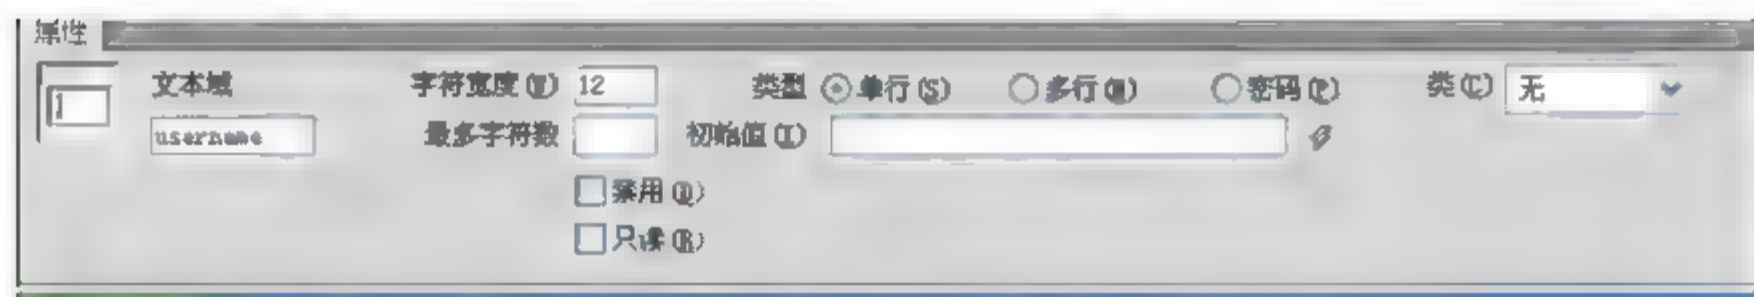 属性
文本域 字符宽度(W) 12 类型 单行(S) 多行(M) 密码(P) 类(C) 无
username 最多字符数 初始值(I)
禁用(D)
只读(R)